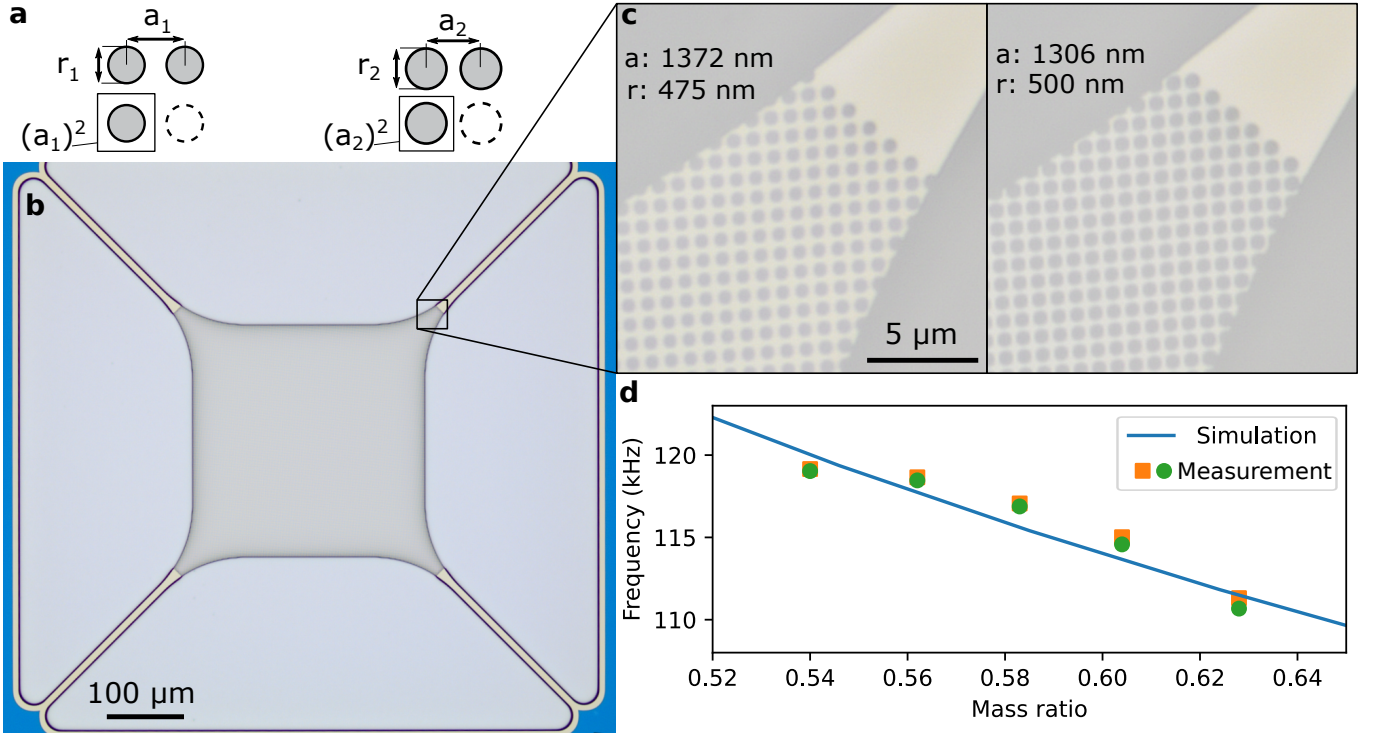 a
a₁
r₁
(a₁)²
a₂
r₂
(a₂)²
b
100 µm
c
a: 1372 nm
r: 475 nm
a: 1306 nm
r: 500 nm
5 µm
d
Simulation
Measurement
Frequency (kHz)
120
115
110
0.52 0.54 0.56 0.58 0.60 0.62 0.64
Mass ratio